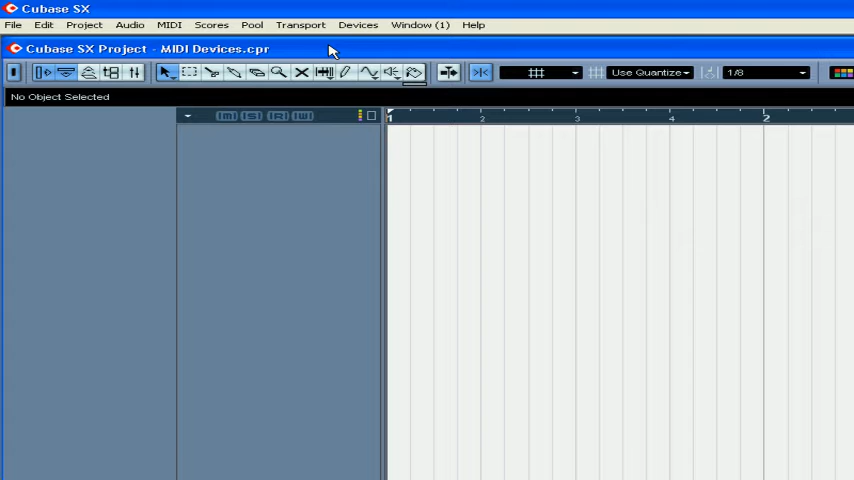 Cubase SX
File Edit Project Audio MIDI Scores Pool Transport Devices Window (1) Help
Cubase SX Project - MIDI Devices.cpr
Use Quantize 1/8
No Object Selected
[M] [S] [R] [W] 1 2 3 4 2